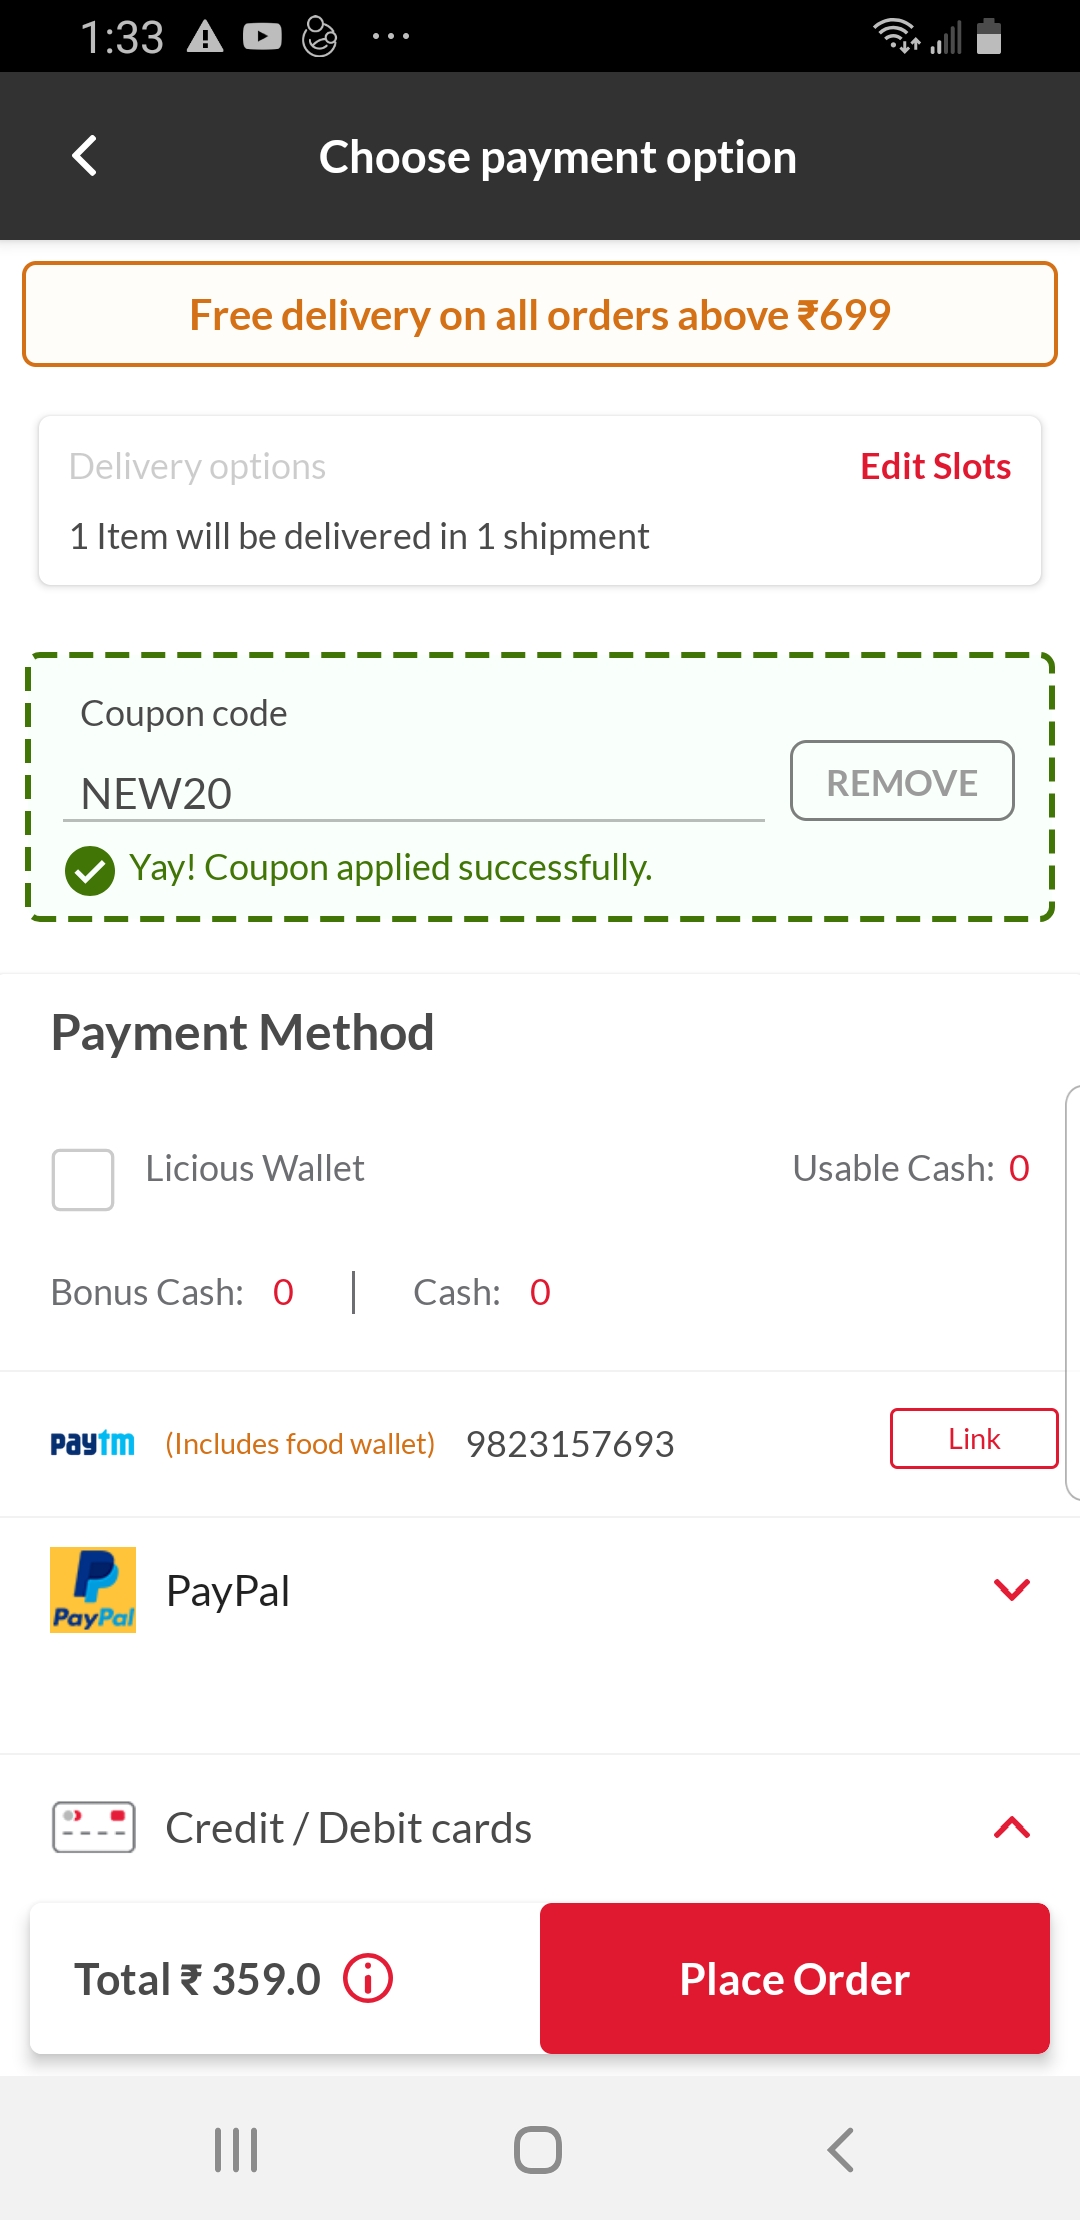 1:33
Choose payment option
Free delivery on all orders above ₹699
Delivery options
Edit Slots
1 Item will be delivered in 1 shipment
Coupon code
NEW20
REMOVE
Yay! Coupon applied successfully.
Payment Method
Licious Wallet
Usable Cash: 0
Bonus Cash: 0 | Cash: 0
paytm (Includes food wallet) 9823157693 Link
PayPal PayPal
Credit / Debit cards
Total ₹ 359.0
Place Order